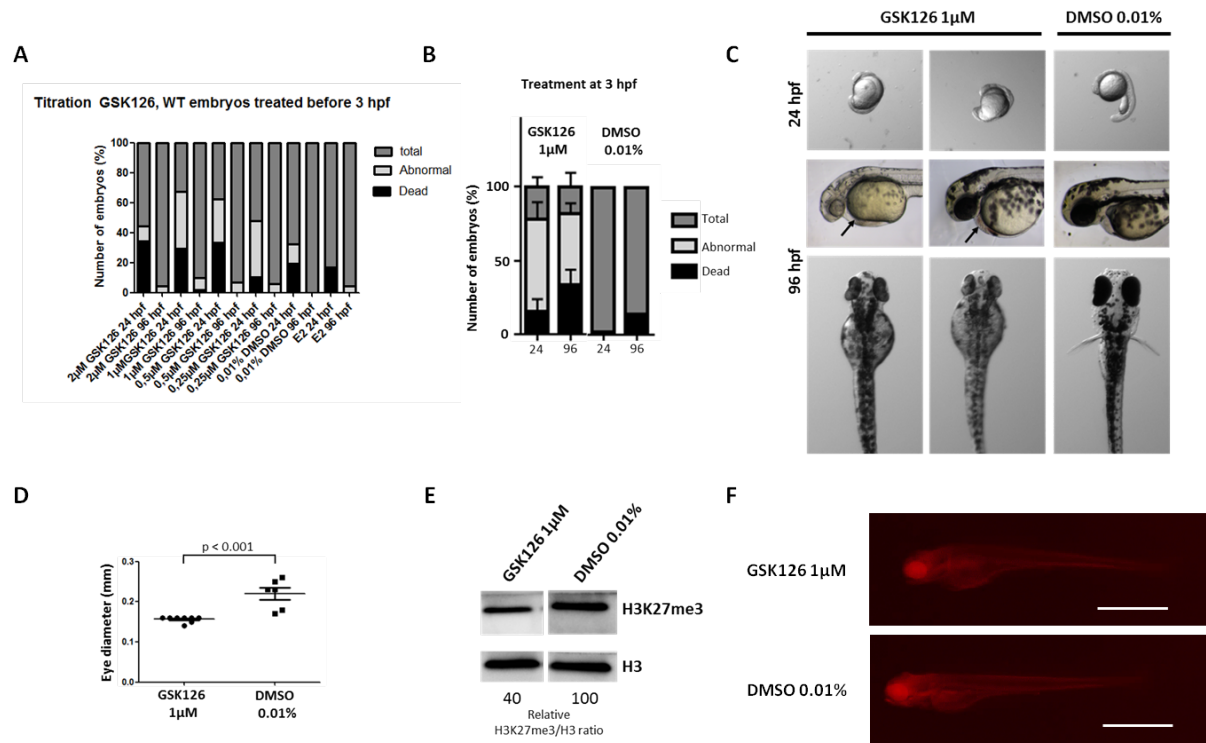 A
Titration GSK126, WT embryos treated before 3 hpf
Number of embryos (%)
100
80
60
40
20
0
total
Abnormal
Dead
2µM GSK126 24 hpf
2µM GSK126 96 hpf
1µMGSK126 24 hpf
1µM GSK126 96 hpf
0,5µM GSK126 24 hpf
0,5µM GSK126 96 hpf
0,25µM GSK126 24 hpf
0,25µM GSK126 96 hpf
0,01% DMSO 24 hpf
0,01% DMSO 96 hpf
E2 24 hpf
E2 96 hpf
B
Treatment at 3 hpf
GSK126
1µM
DMSO
0.01%
Number of embryos (%)
100
50
0
24
96
24
96
Total
Abnormal
Dead
C
GSK126 1µM
DMSO 0.01%
24 hpf
96 hpf
D
p < 0.001
Eye diameter (mm)
0.3
0.2
0.1
0.0
GSK126
1µM
DMSO
0.01%
E
GSK126 1µM
DMSO 0.01%
H3K27me3
H3
40
100
Relative
H3K27me3/H3 ratio
F
GSK126 1µM
DMSO 0.01%